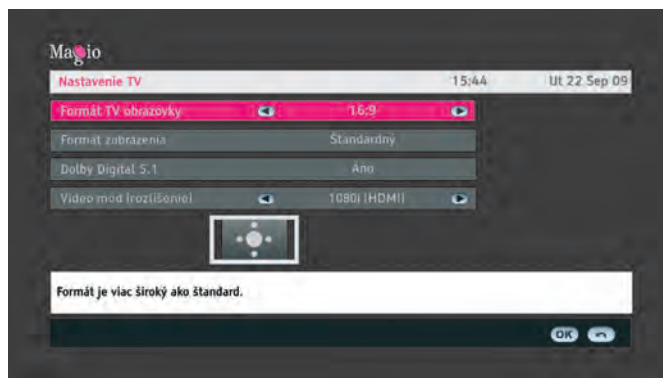 Magio
Nastavenie TV 15:44 Ut 22 Sep 09
Formát TV obrazovky 16:9
Formát zobrazenia Štandardný
Dolby Digital 5.1 Áno
Video mód (rozlíšenie) 1080i (HDMI)
Formát je viac široký ako štandard.
OK